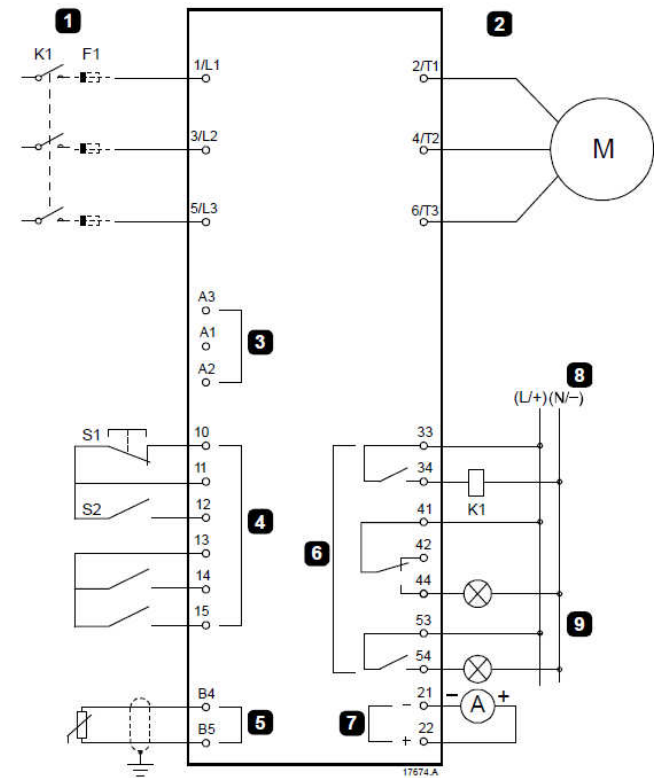 1
2
K1 F1
1/L1
2/T1
3/L2
4/T2
M
5/L3
6/T3
A3
A1
3
A2
8
(L/+) (N/−)
S1
10
33
11
34
K1
S2
12
4
41
13
6
42
14
44
15
53
9
54
B4
21
− A +
5
7
−
B5
22
+
17674.A